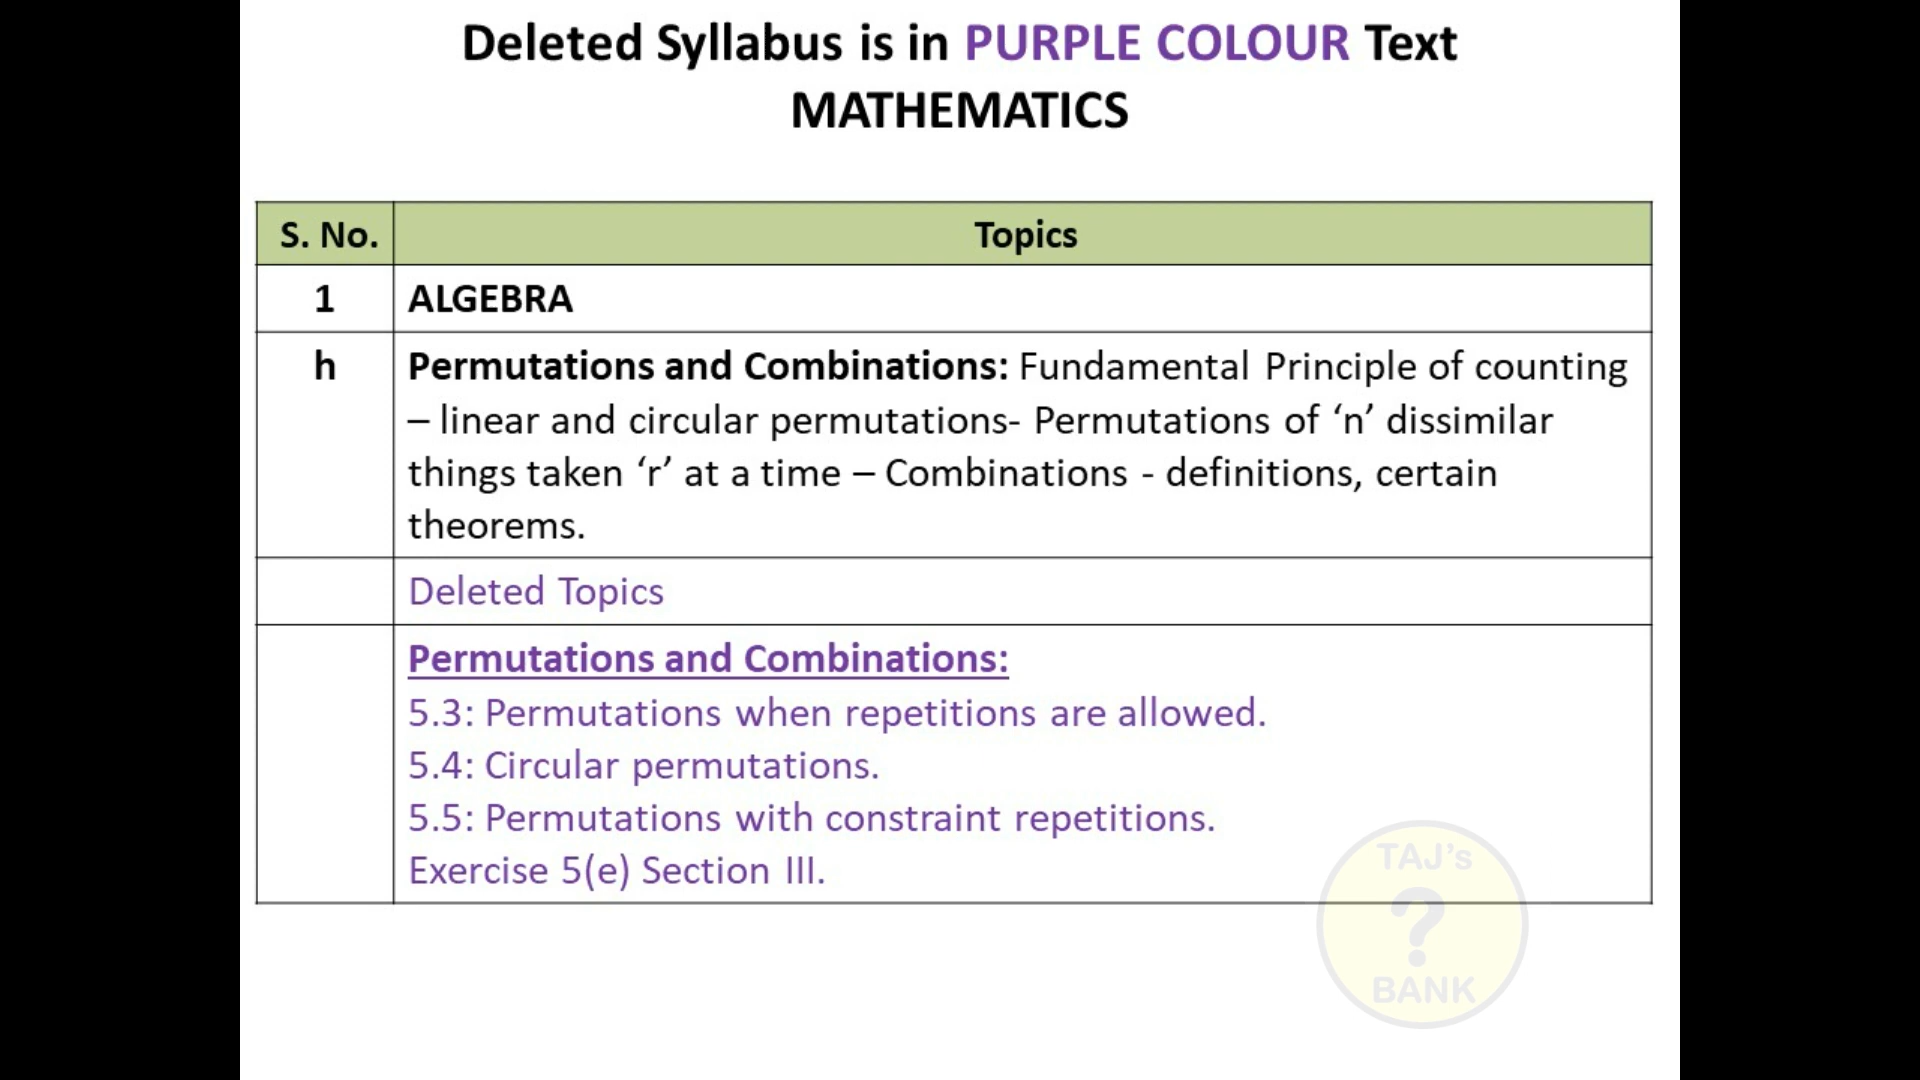 Deleted Syllabus is in PURPLE COLOUR Text
MATHEMATICS
S. No. Topics
1 ALGEBRA
h Permutations and Combinations: Fundamental Principle of counting
– linear and circular permutations- Permutations of ‘n’ dissimilar
things taken ‘r’ at a time – Combinations - definitions, certain
theorems.
Deleted Topics
Permutations and Combinations:
5.3: Permutations when repetitions are allowed.
5.4: Circular permutations.
5.5: Permutations with constraint repetitions.
Exercise 5(e) Section III.
TAJ’s
?
BANK